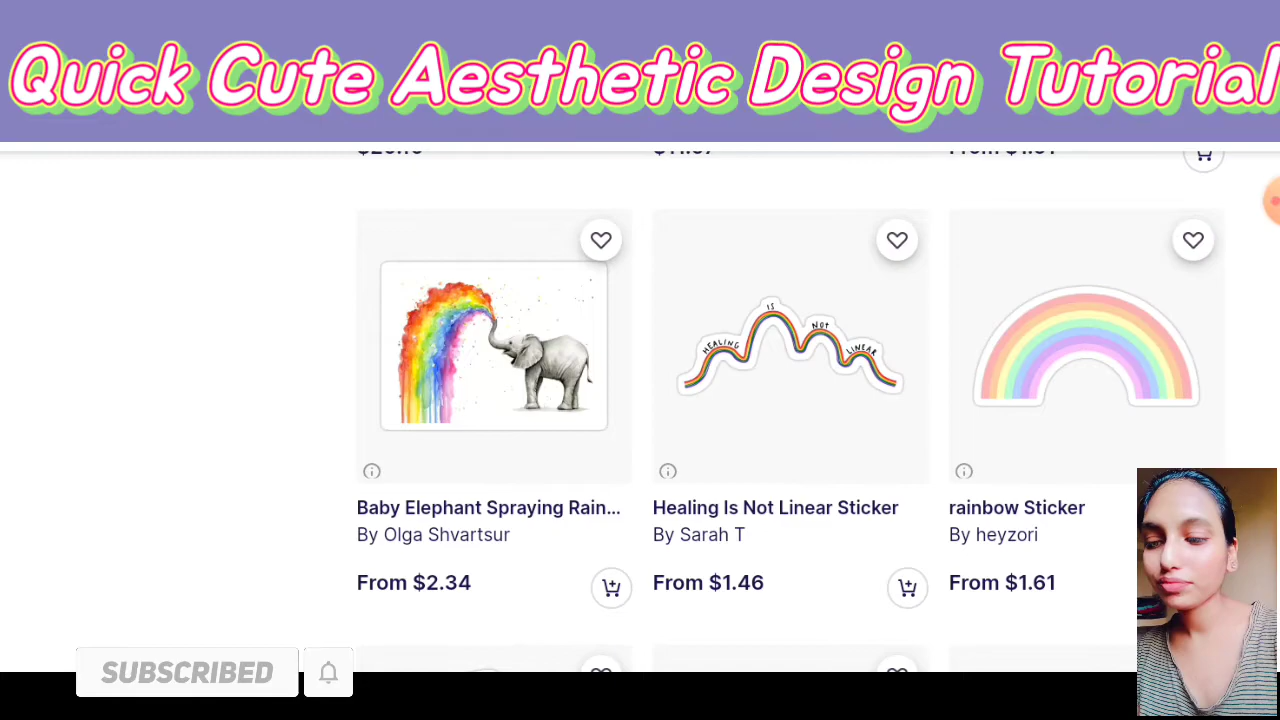 Quick Cute Aesthetic Design Tutorial
HEALING IS NOT LINEAR
Baby Elephant Spraying Rain...
By Olga Shvartsur
From $2.34
Healing Is Not Linear Sticker
By Sarah T
From $1.46
rainbow Sticker
By heyzori
From $1.61
SUBSCRIBED